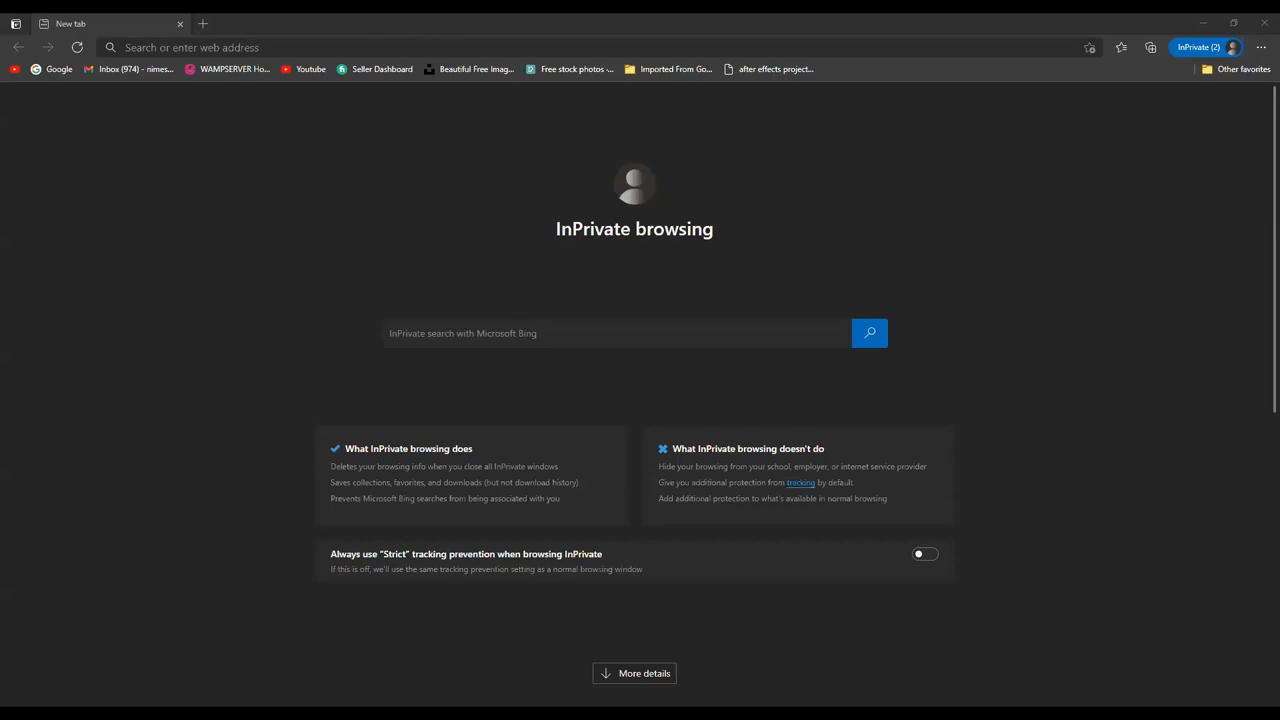 New tab
Search or enter web address
InPrivate (2)
Google
Inbox (974) - nimes...
WAMPSERVER Ho...
Youtube
Seller Dashboard
Beautiful Free Imag...
Free stock photos -...
Imported From Go...
after effects project...
Other favorites
InPrivate browsing
InPrivate search with Microsoft Bing
What InPrivate browsing does
Deletes your browsing info when you close all InPrivate windows
Saves collections, favorites, and downloads (but not download history)
Prevents Microsoft Bing searches from being associated with you
What InPrivate browsing doesn't do
Hide your browsing from your school, employer, or internet service provider
Give you additional protection from tracking by default
Add additional protection to what's available in normal browsing
Always use "Strict" tracking prevention when browsing InPrivate
If this is off, we'll use the same tracking prevention setting as a normal browsing window
More details